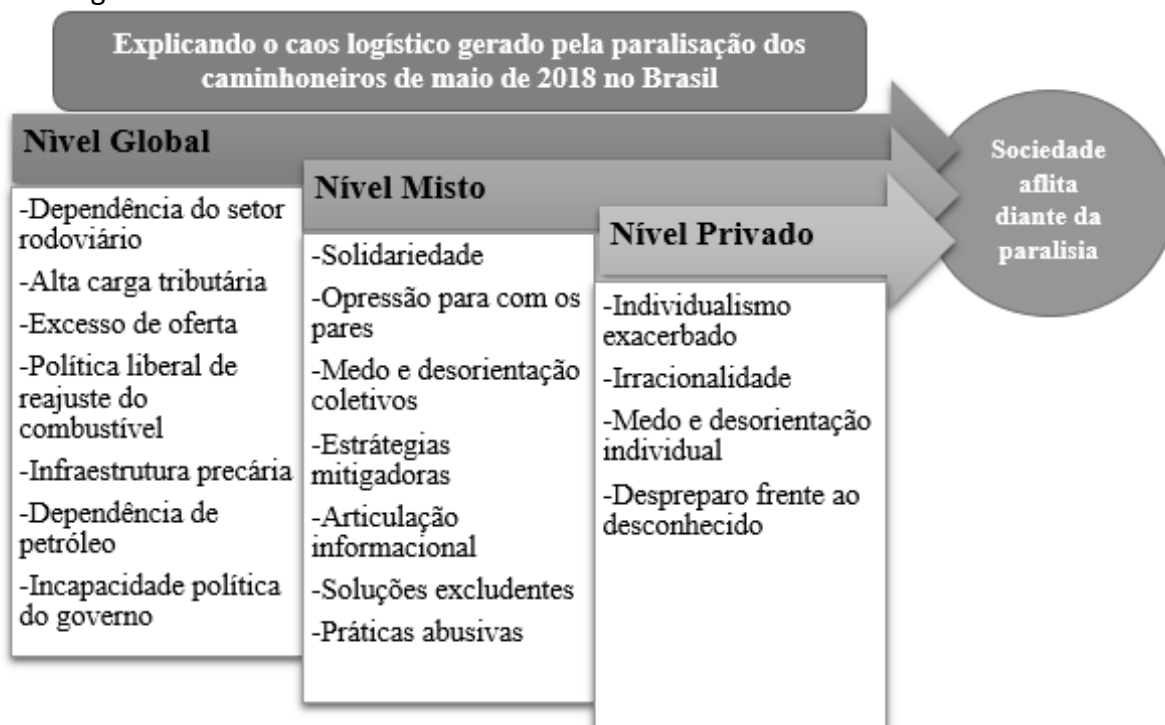 Explicando o caos logístico gerado pela paralisação dos
caminhoneiros de maio de 2018 no Brasil
Nível Global
-Dependência do setor
rodoviário
-Alta carga tributária
-Excesso de oferta
-Política liberal de
reajuste do
combustível
-Infraestrutura precária
-Dependência de
petróleo
-Incapacidade política
do governo
Nível Misto
-Solidariedade
-Opressão para com os
pares
-Medo e desorientação
coletivos
-Estrátegias
mitigadoras
-Articulação
informacional
-Soluções excludentes
-Práticas abusivas
Nível Privado
-Individualismo
exacerbado
-Irracionalidade
-Medo e desorientação
individual
-Despreparo frente ao
desconhecido
Sociedade
aflita
diante da
paralisia